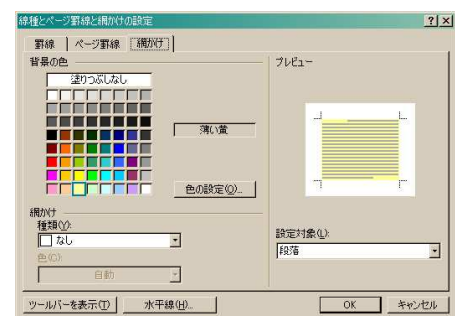 線種とページ罫線と網かけの設定
罫線
ページ罫線
網かけ
背景の色
塗りつぶしなし
薄い黄
色の設定(O)...
網かけ
種類(Y):
なし
色(C):
自動
プレビュー
設定対象(L):
段落
ツールバーを表示(T)
水平線(H)...
OK
キャンセル